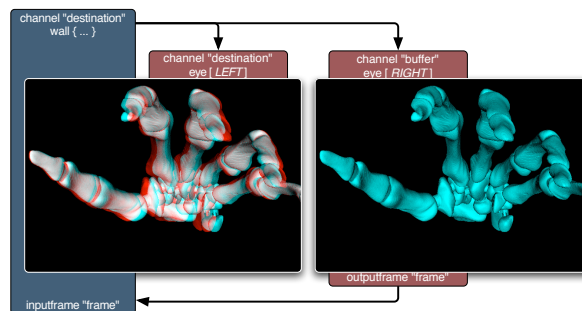 channel "destination"
wall { ... }
channel "destination"
eye [ LEFT ]
channel "buffer"
eye [ RIGHT ]
outputframe "frame"
inputframe "frame"